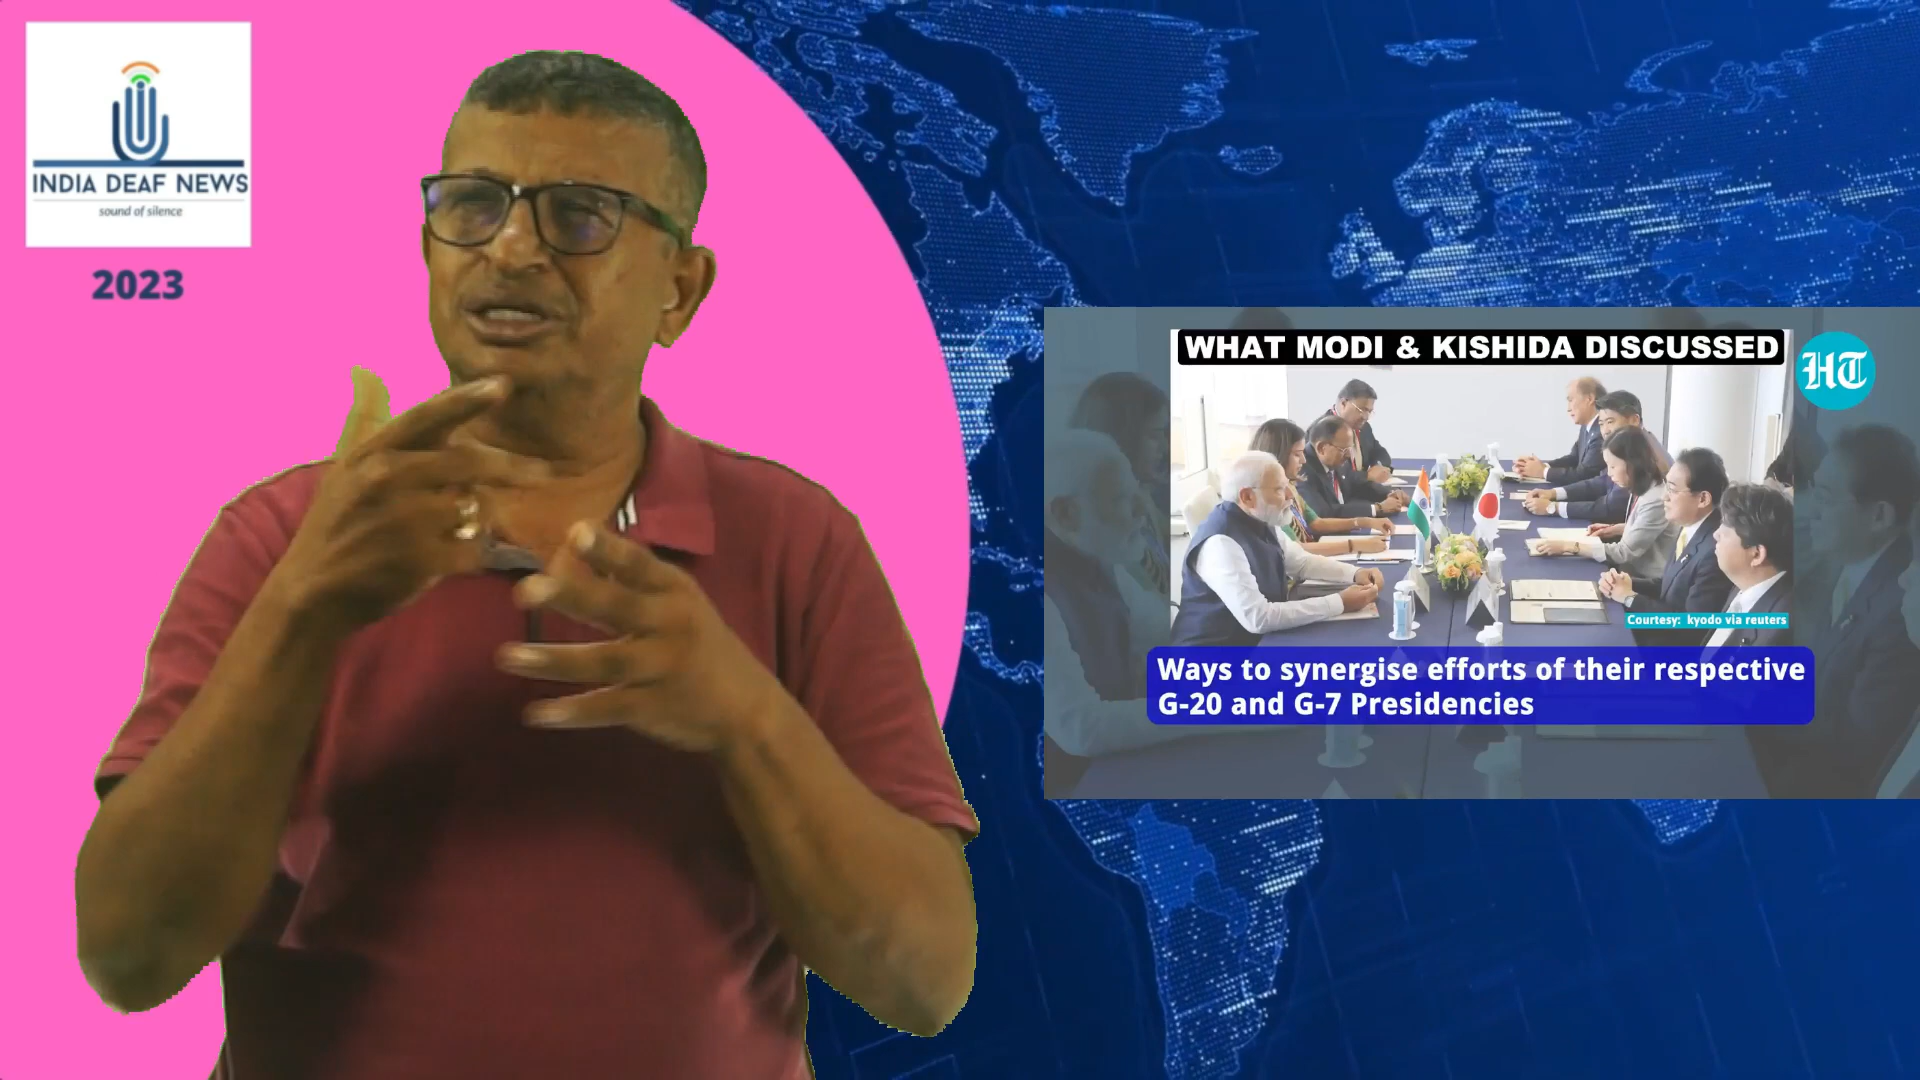 INDIA DEAF NEWS
sound of silence
2023
WHAT MODI & KISHIDA DISCUSSED
HT
Courtesy: kyodo via reuters
Ways to synergise efforts of their respective
G-20 and G-7 Presidencies